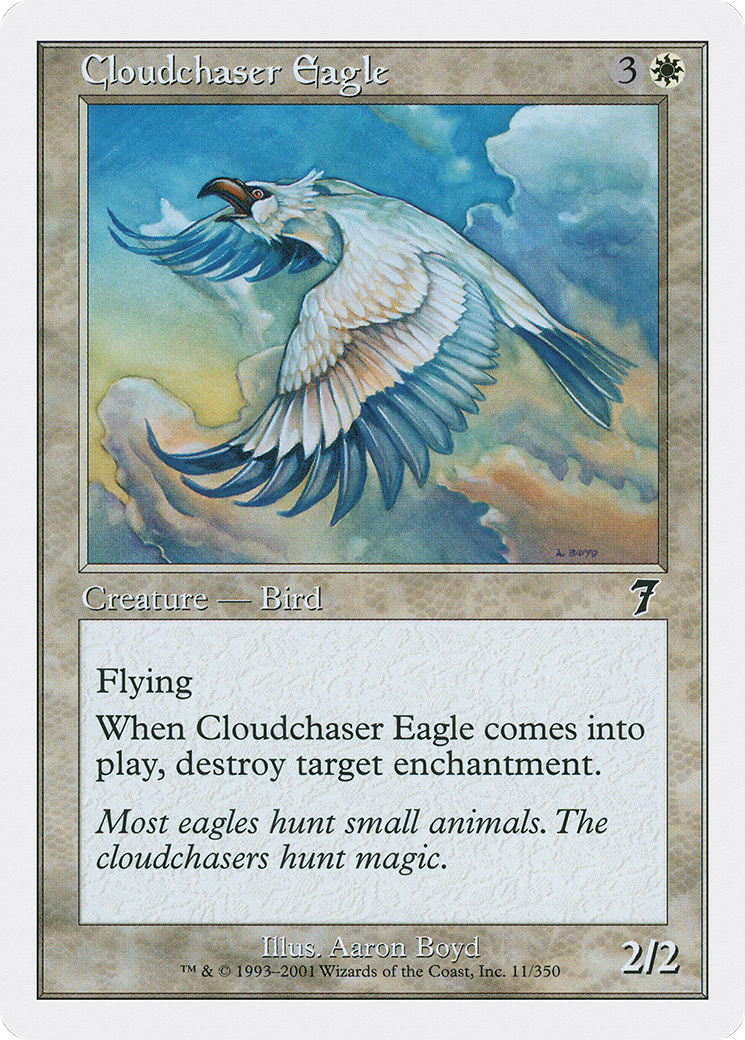 Cloudchaser Eagle 3
A. BOYD
Creature — Bird 7
Flying
When Cloudchaser Eagle comes into
play, destroy target enchantment.
Most eagles hunt small animals. The
cloudchasers hunt magic.
Illus. Aaron Boyd
™ & © 1993–2001 Wizards of the Coast, Inc. 11/350
2/2